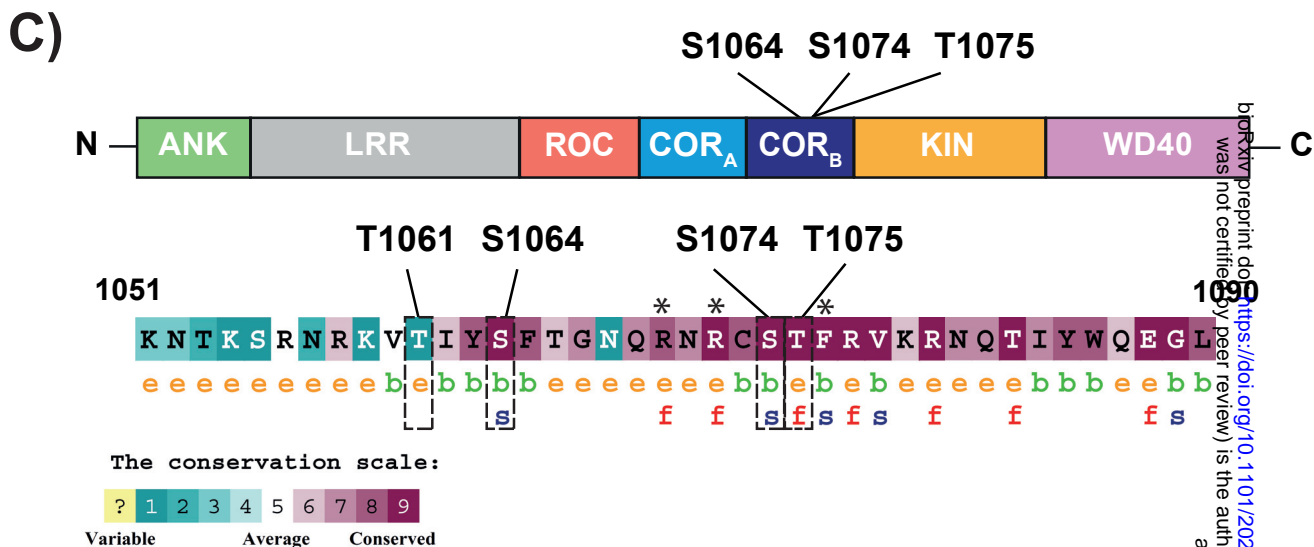 C)
S1064 S1074 T1075
N ANK LRR ROC COR A COR B KIN WD40 C
T1061 S1064 S1074 T1075
1051 * * * 1090
K N T K S R N R K V T I Y S F T G N Q R N R C S T F R V K R N Q T I Y W Q E G L
e e e e e e e e e b e b b b b e e e e e e e b b e b e b e e e e e b b b e e b b
s f f s f s f s f f f s
The conservation scale:
? 1 2 3 4 5 6 7 8 9
Variable Average Conserved
bioRxiv preprint doi: https://doi.org/10.1101/202
was not certified by peer review) is the auth
a